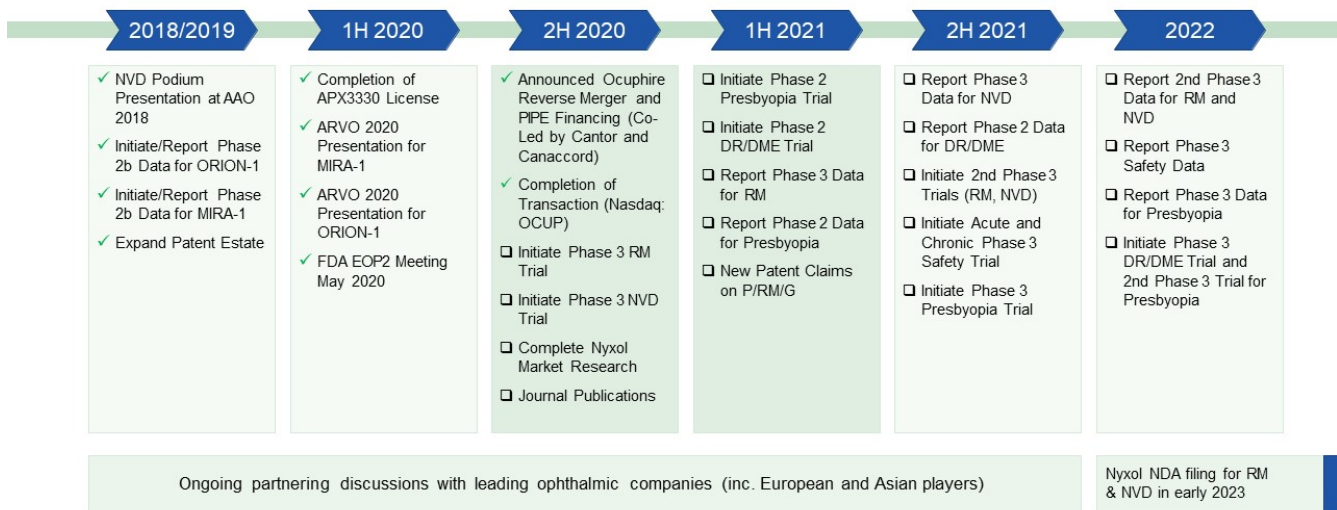 2018/2019
1H 2020
2H 2020
1H 2021
2H 2021
2022
✓ NVD Podium
Presentation at AAO
2018
✓ Initiate/Report Phase
2b Data for ORION-1
✓ Initiate/Report Phase
2b Data for MIRA-1
✓ Expand Patent Estate
✓ Completion of
APX3330 License
✓ ARVO 2020
Presentation for
MIRA-1
✓ ARVO 2020
Presentation for
ORION-1
✓ FDA EOP2 Meeting
May 2020
✓ Announced Ocuphire
Reverse Merger and
PIPE Financing (Co-
Led by Cantor and
Canaccord)
✓ Completion of
Transaction (Nasdaq:
OCUP)
❑ Initiate Phase 3 RM
Trial
❑ Initiate Phase 3 NVD
Trial
❑ Complete Nyxol
Market Research
❑ Journal Publications
❑ Initiate Phase 2
Presbyopia Trial
❑ Initiate Phase 2
DR/DME Trial
❑ Report Phase 3 Data
for RM
❑ Report Phase 2 Data
for Presbyopia
❑ New Patent Claims
on P/RM/G
❑ Report Phase 3
Data for NVD
❑ Report Phase 2 Data
for DR/DME
❑ Initiate 2nd Phase 3
Trials (RM, NVD)
❑ Initiate Acute and
Chronic Phase 3
Safety Trial
❑ Initiate Phase 3
Presbyopia Trial
❑ Report 2nd Phase 3
Data for RM and
NVD
❑ Report Phase 3
Safety Data
❑ Report Phase 3 Data
for Presbyopia
❑ Initiate Phase 3
DR/DME Trial and
2nd Phase 3 Trial for
Presbyopia
Ongoing partnering discussions with leading ophthalmic companies (inc. European and Asian players)
Nyxol NDA filing for RM
& NVD in early 2023